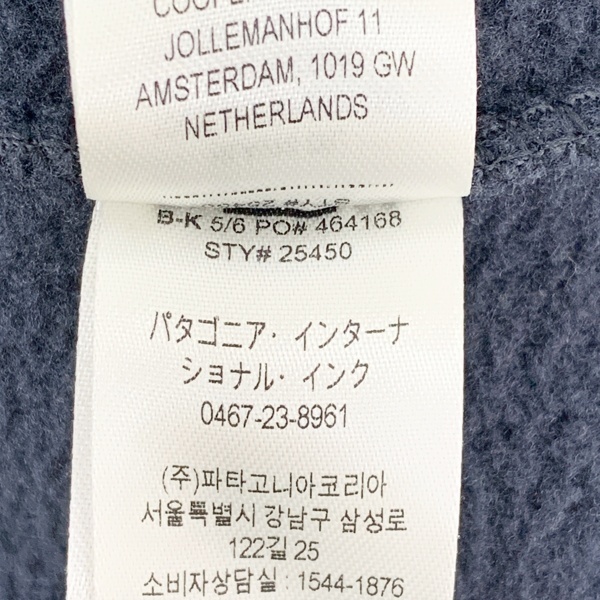 JOLLEMANHOF 11
AMSTERDAM, 1019 GW
NETHERLANDS
B-K 5/6 PO# 464168
STY# 25450
パタゴニア・インターナ
ショナル・インク
0467-23-8961
(주)파타고니아코리아
서울특별시 강남구 삼성로
122길 25
소비자상담실 : 1544-1876